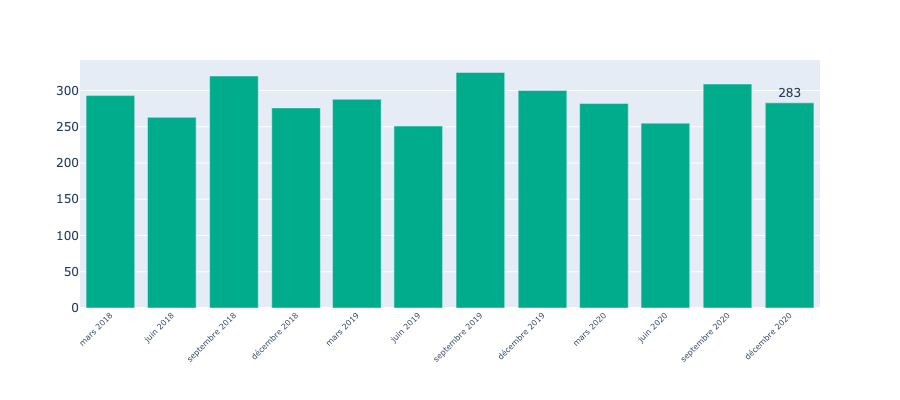 300
250
200
150
100
50
0
283
mars 2018
juin 2018
septembre 2018
décembre 2018
mars 2019
juin 2019
septembre 2019
décembre 2019
mars 2020
juin 2020
septembre 2020
décembre 2020